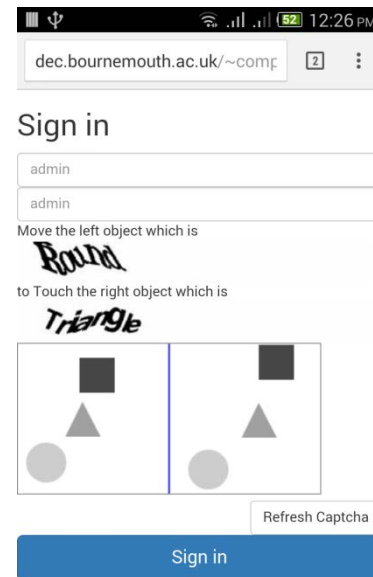 52 12:26 PM
dec.bournemouth.ac.uk/~comp 2
Sign in
admin
admin
Move the left object which is
Round
to Touch the right object which is
Triangle
Refresh Captcha
Sign in